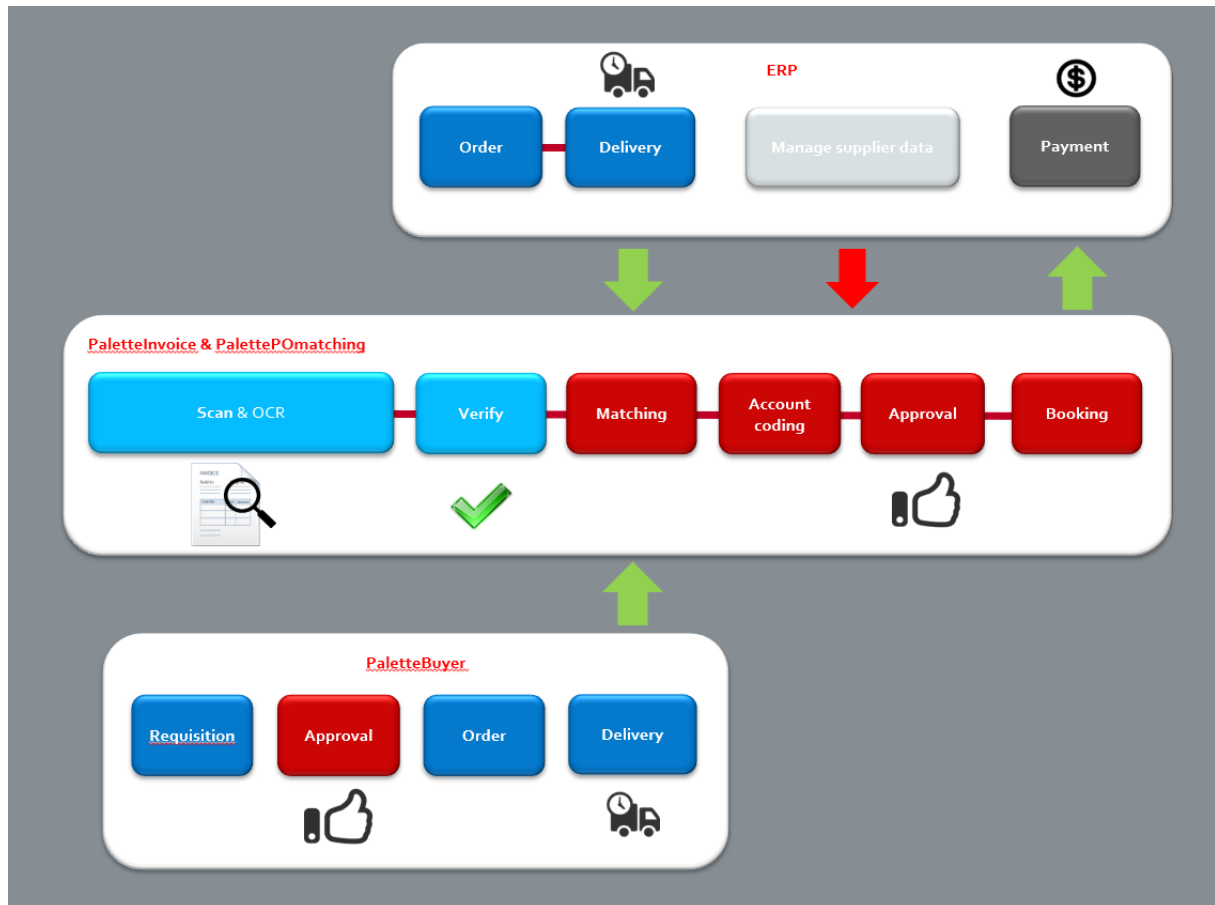 ERP
Order
Delivery
Manage supplier data
Payment
PaletteInvoice & PalettePOmatching
Scan & OCR
Verify
Matching
Account
coding
Approval
Booking
INVOICE
PaletteBuyer
Requisition
Approval
Order
Delivery